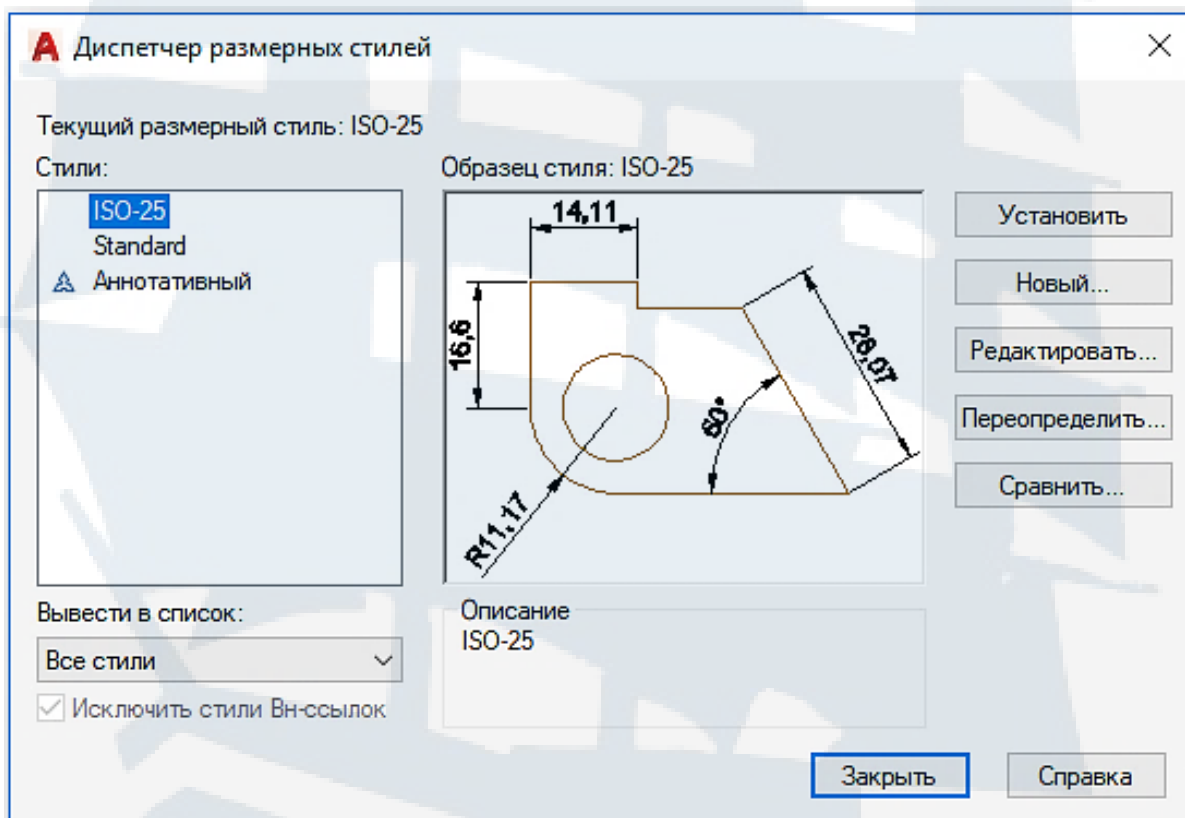 Диспетчер размерных стилей
Текущий размерный стиль: ISO-25
Стили:
ISO-25
Standard
Аннотативный
Вывести в список:
Все стили
Исключить стили Вн-ссылок
Образец стиля: ISO-25
14,11
16,6
28,07
60°
R11,17
Описание
ISO-25
Установить
Новый...
Редактировать...
Переопределить...
Сравнить...
Закрыть
Справка